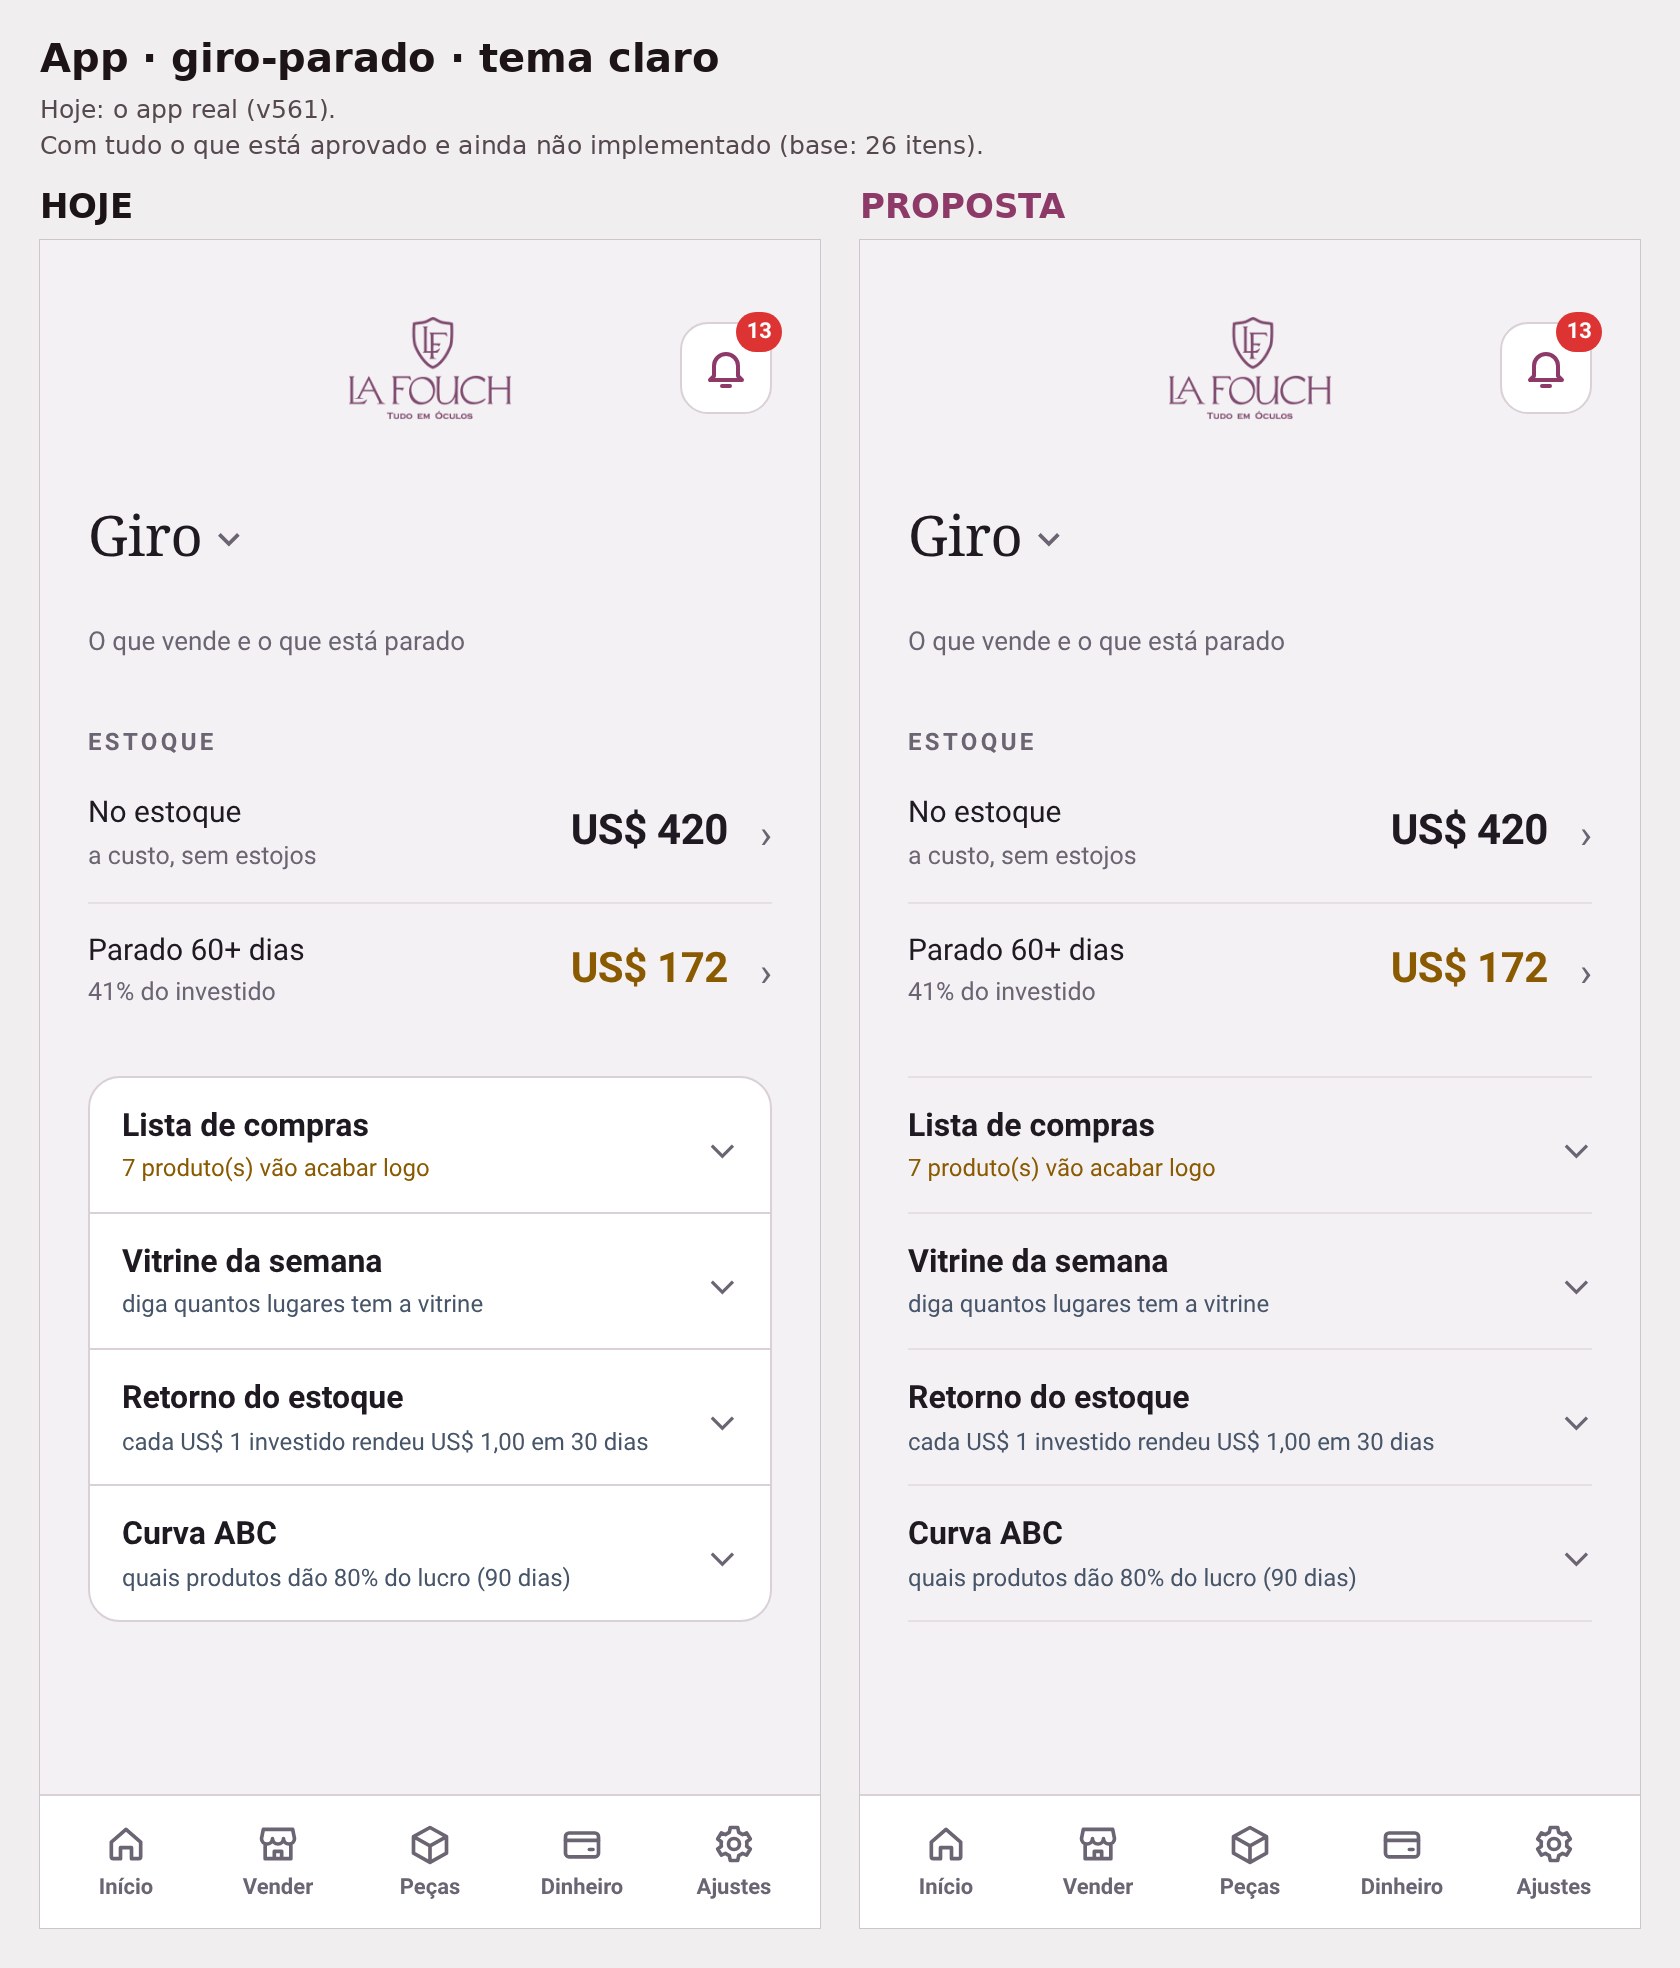 App · giro-parado · tema claro
Hoje: o app real (v561).
Com tudo o que está aprovado e ainda não implementado (base: 26 itens).
HOJE
LF
LA FOUCH
TUDO EM ÓCULOS
13
Giro
O que vende e o que está parado
ESTOQUE
No estoque
a custo, sem estojos
US$ 420
Parado 60+ dias
41% do investido
US$ 172
Lista de compras
7 produto(s) vão acabar logo
Vitrine da semana
diga quantos lugares tem a vitrine
Retorno do estoque
cada US$ 1 investido rendeu US$ 1,00 em 30 dias
Curva ABC
quais produtos dão 80% do lucro (90 dias)
Início
Vender
Peças
Dinheiro
Ajustes
PROPOSTA
LF
LA FOUCH
TUDO EM ÓCULOS
13
Giro
O que vende e o que está parado
ESTOQUE
No estoque
a custo, sem estojos
US$ 420
Parado 60+ dias
41% do investido
US$ 172
Lista de compras
7 produto(s) vão acabar logo
Vitrine da semana
diga quantos lugares tem a vitrine
Retorno do estoque
cada US$ 1 investido rendeu US$ 1,00 em 30 dias
Curva ABC
quais produtos dão 80% do lucro (90 dias)
Início
Vender
Peças
Dinheiro
Ajustes